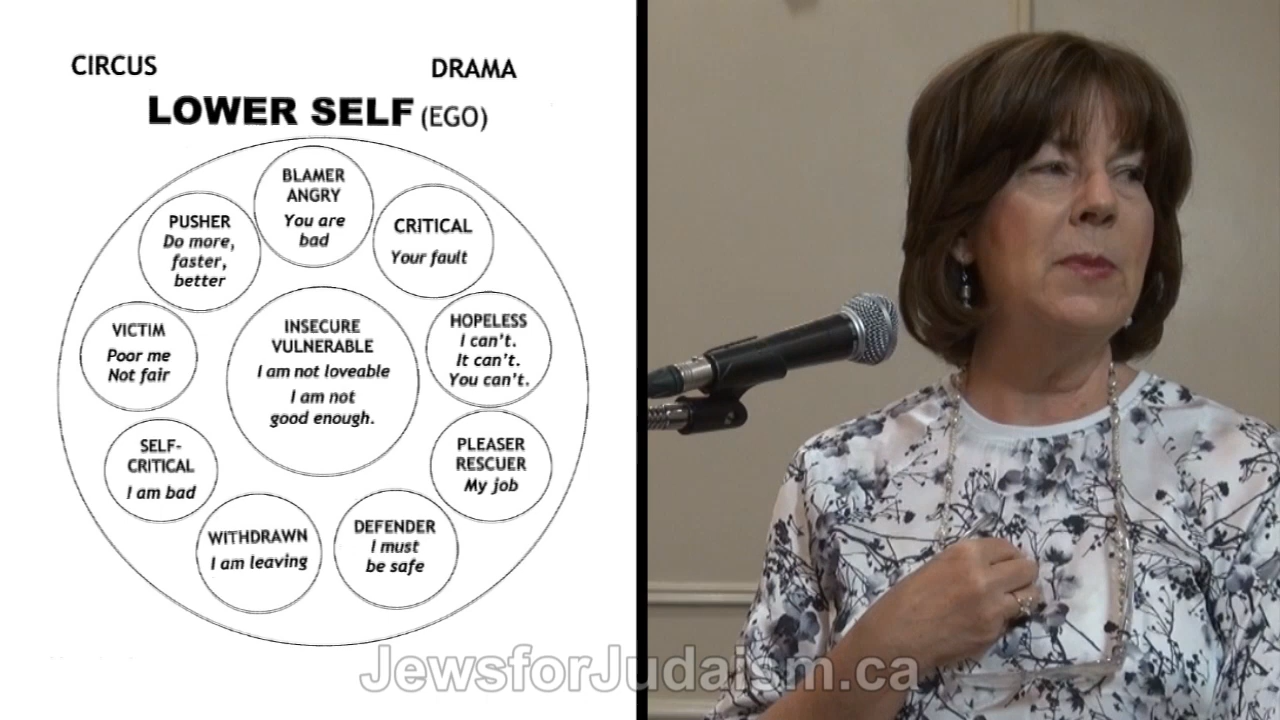 CIRCUS
DRAMA
LOWER SELF (EGO)
BLAMER
ANGRY
You are
bad
CRITICAL
Your fault
PUSHER
Do more,
faster,
better
VICTIM
Poor me
Not fair
INSECURE
VULNERABLE
I am not loveable
I am not
good enough.
HOPELESS
I can't.
It can't.
You can't.
SELF-
CRITICAL
I am bad
PLEASER
RESCUER
My job
WITHDRAWN
I am leaving
DEFENDER
I must
be safe
JewsforJudaism.ca